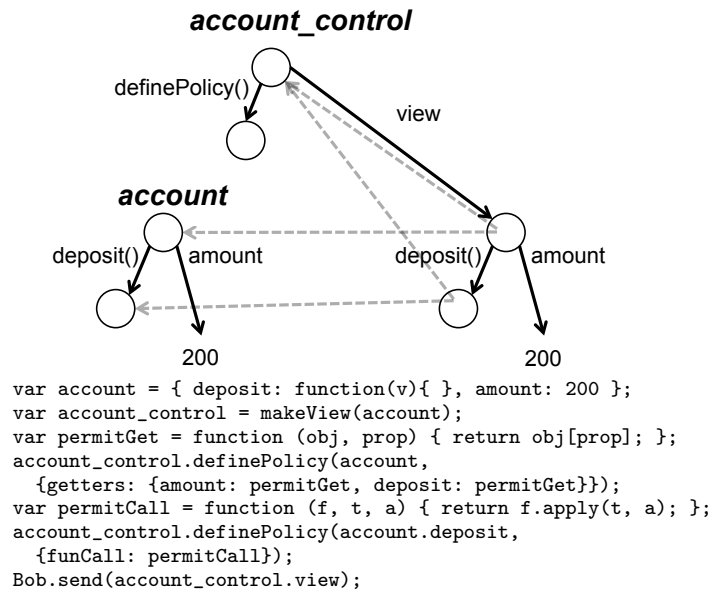 account_control
definePolicy()
view
account
deposit() amount deposit() amount
200 200
var account = { deposit: function(v){ }, amount: 200 };
var account_control = makeView(account);
var permitGet = function (obj, prop) { return obj[prop]; };
account_control.definePolicy(account,
  {getters: {amount: permitGet, deposit: permitGet}});
var permitCall = function (f, t, a) { return f.apply(t, a); };
account_control.definePolicy(account.deposit,
  {funCall: permitCall});
Bob.send(account_control.view);